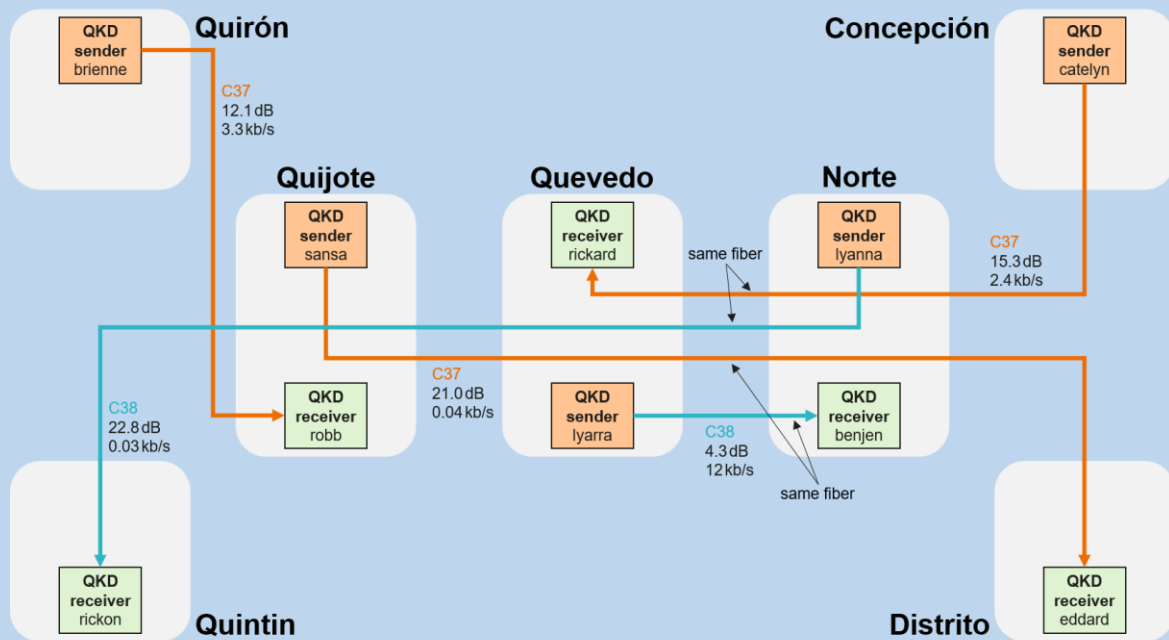 Quirón
QKD
sender
brienne
C37
12.1 dB
3.3 kb/s
Concepción
QKD
sender
catelyn
C37
15.3 dB
2.4 kb/s
Quijote
QKD
sender
sansa
QKD
receiver
robb
C37
21.0 dB
0.04 kb/s
Quevedo
QKD
receiver
rickard
QKD
sender
lyarra
C38
4.3 dB
12 kb/s
same fiber
same fiber
Norte
QKD
sender
lyanna
QKD
receiver
benjen
C38
22.8 dB
0.03 kb/s
QKD
receiver
rickon
Quintin
QKD
receiver
eddard
Distrito